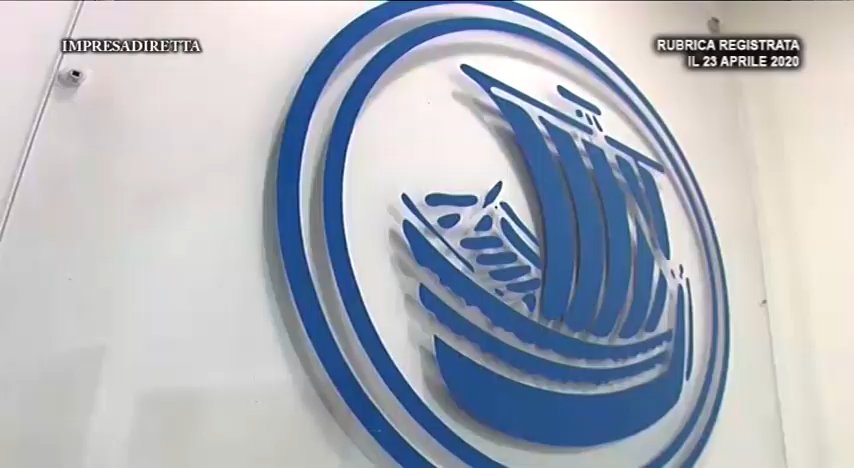 IMPRESADIRETTA
RUBRICA REGISTRATA
IL 23 APRILE 2020